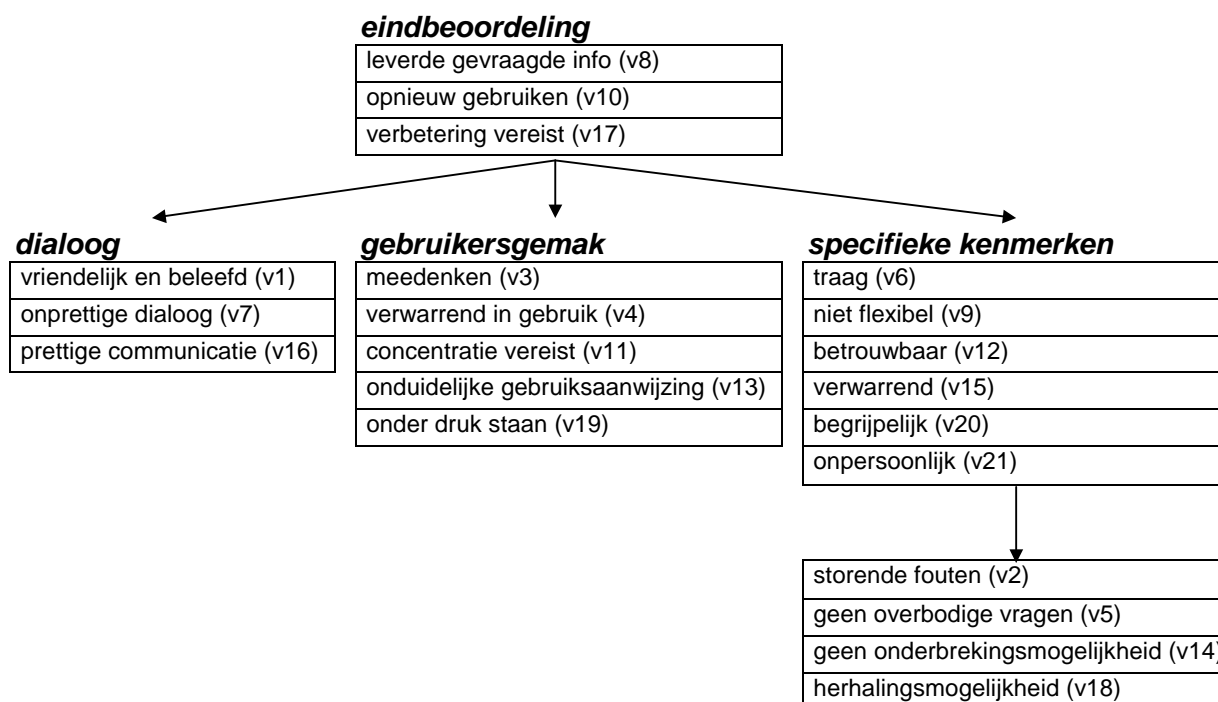 eindbeoordeling
leverde gevraagde info (v8)
opnieuw gebruiken (v10)
verbetering vereist (v17)
dialoog
vriendelijk en beleefd (v1)
onprettige dialoog (v7)
prettige communicatie (v16)
gebruikersgemak
meedenken (v3)
verwarrend in gebruik (v4)
concentratie vereist (v11)
onduidelijke gebruiksaanwijzing (v13)
onder druk staan (v19)
specifieke kenmerken
traag (v6)
niet flexibel (v9)
betrouwbaar (v12)
verwarrend (v15)
begrijpelijk (v20)
onpersoonlijk (v21)
storende fouten (v2)
geen overbodige vragen (v5)
geen onderbrekingsmogelijkheid (v14)
herhalingsmogelijkheid (v18)